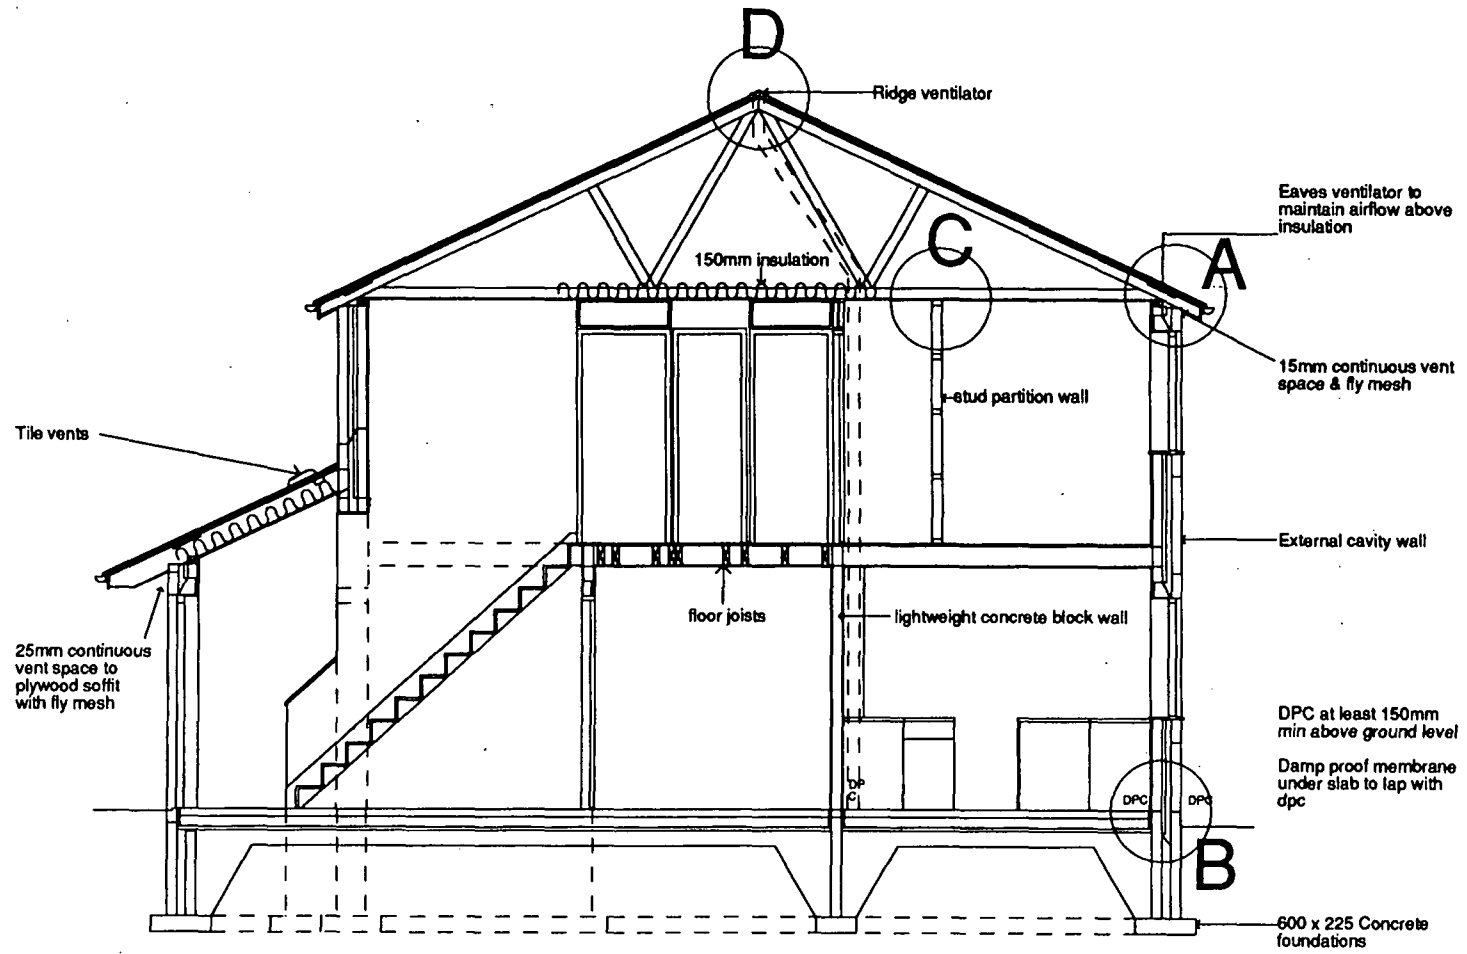 D
Ridge ventilator
Eaves ventilator to
maintain airflow above
insulation
C
A
150mm insulation
15mm continuous vent
space & fly mesh
stud partition wall
Tile vents
External cavity wall
floor joists
lightweight concrete block wall
25mm continuous
vent space to
plywood soffit
with fly mesh
DPC at least 150mm
min above ground level
Damp proof membrane
under slab to lap with
dpc
DP
C
DPC
DPC
B
600 x 225 Concrete
foundations